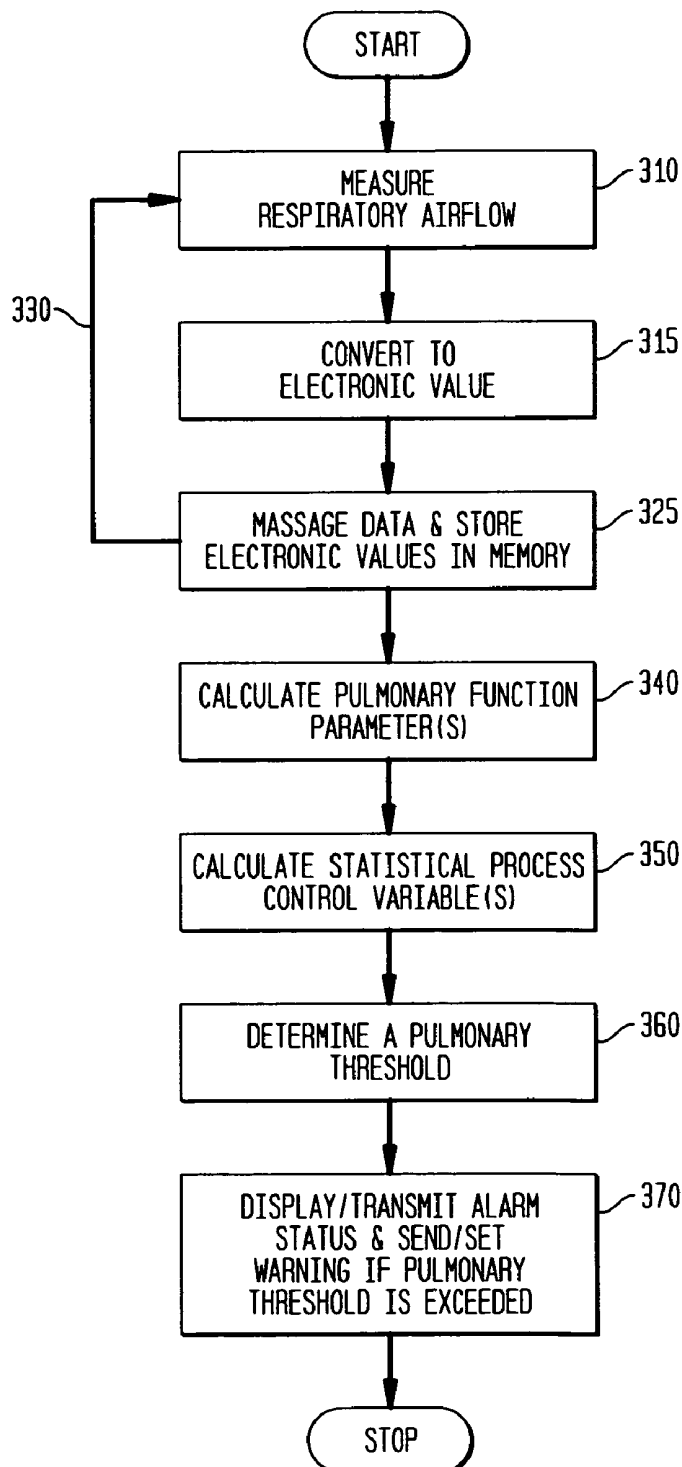 START
MEASURE
RESPIRATORY AIRFLOW
310
330
CONVERT TO
ELECTRONIC VALUE
315
MASSAGE DATA & STORE
ELECTRONIC VALUES IN MEMORY
325
CALCULATE PULMONARY FUNCTION
PARAMETER(S)
340
CALCULATE STATISTICAL PROCESS
CONTROL VARIABLE(S)
350
DETERMINE A PULMONARY
THRESHOLD
360
DISPLAY/TRANSMIT ALARM
STATUS & SEND/SET
WARNING IF PULMONARY
THRESHOLD IS EXCEEDED
370
STOP